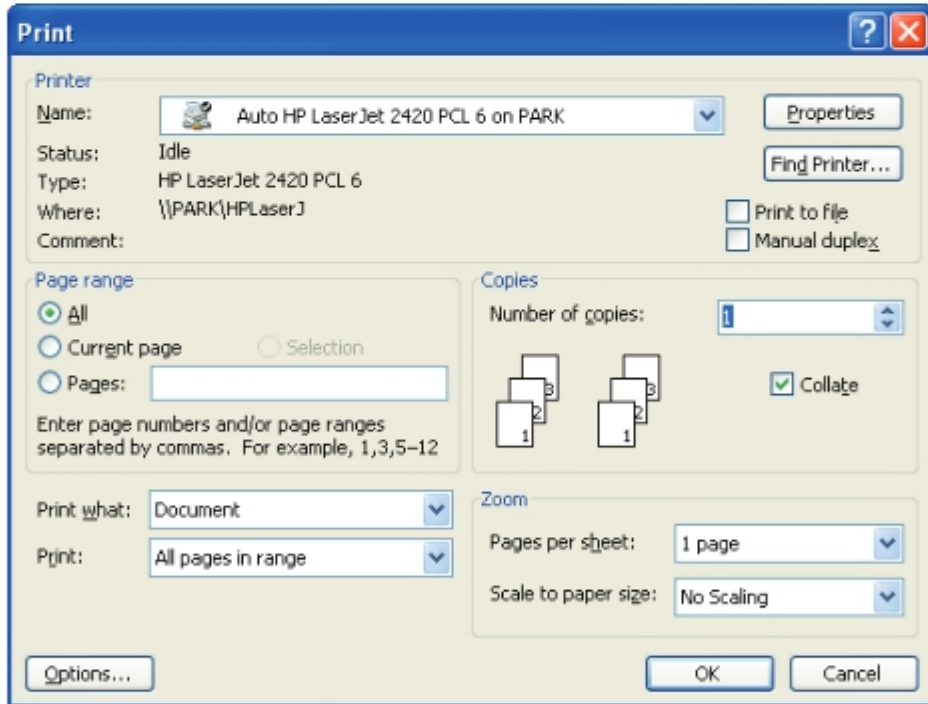 Print
Printer
Name: Auto HP LaserJet 2420 PCL 6 on PARK Properties
Status: Idle
Find Printer...
Type: HP LaserJet 2420 PCL 6
Where: \\PARK\HPLaserJ
Print to file
Comment:
Manual duplex
Page range
All
Current page Selection
Pages:
Enter page numbers and/or page ranges
separated by commas. For example, 1,3,5–12
Copies
Number of copies: 1
3 3
2 2
1 1
Collate
Print what: Document
Print: All pages in range
Zoom
Pages per sheet: 1 page
Scale to paper size: No Scaling
Options... OK Cancel